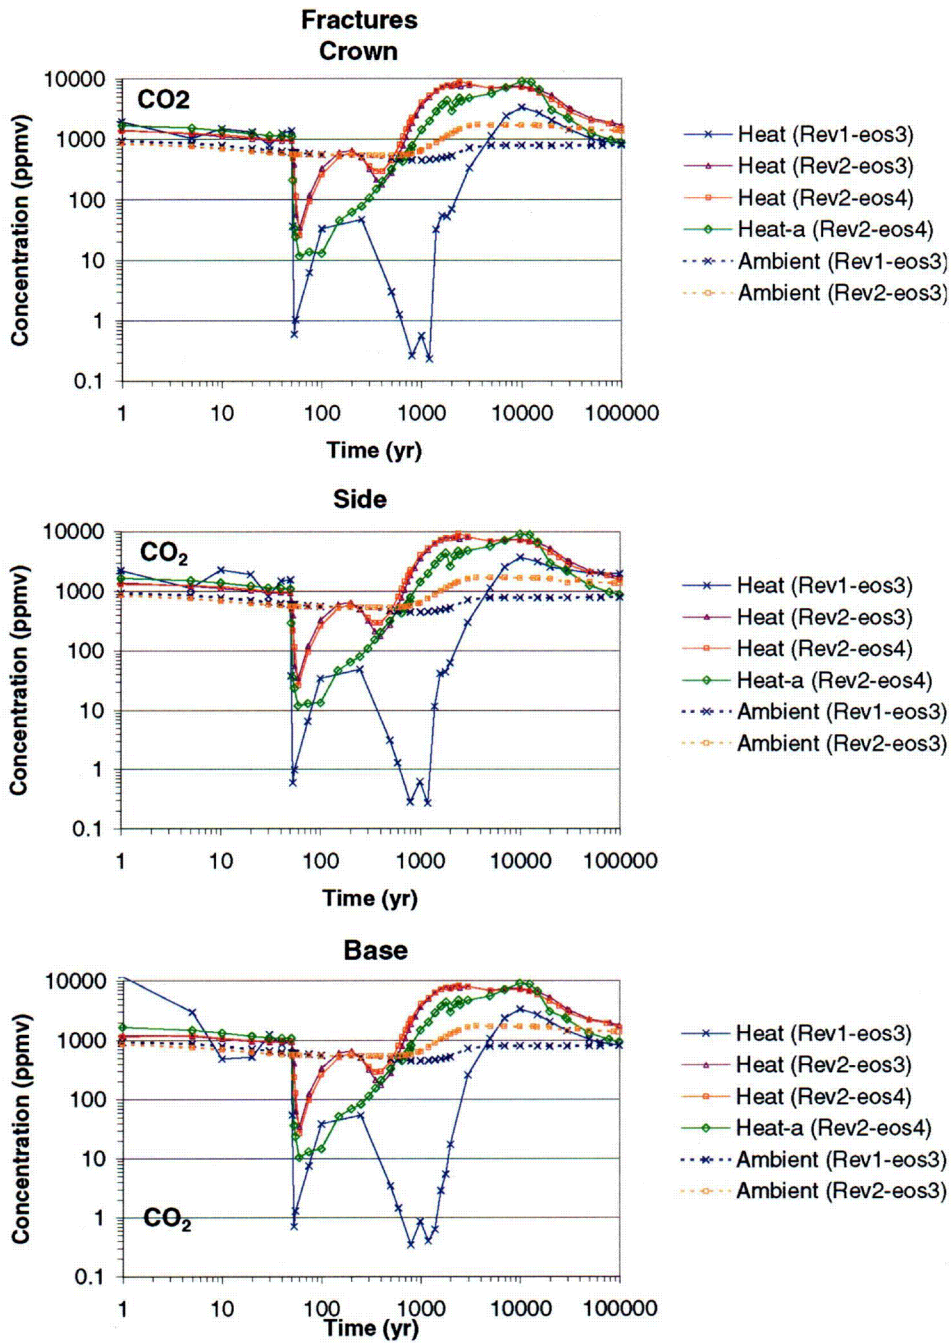 Fractures
Crown
CO2
Concentration (ppmv)
10000
1000
100
10
1
0.1
1 10 100 1000 10000 100000
Time (yr)
Heat (Rev1-eos3)
Heat (Rev2-eos3)
Heat (Rev2-eos4)
Heat-a (Rev2-eos4)
Ambient (Rev1-eos3)
Ambient (Rev2-eos3)
Side
CO₂
Concentration (ppmv)
10000
1000
100
10
1
0.1
1 10 100 1000 10000 100000
Time (yr)
Heat (Rev1-eos3)
Heat (Rev2-eos3)
Heat (Rev2-eos4)
Heat-a (Rev2-eos4)
Ambient (Rev1-eos3)
Ambient (Rev2-eos3)
Base
CO₂
Concentration (ppmv)
10000
1000
100
10
1
0.1
1 10 100 1000 10000 100000
Time (yr)
Heat (Rev1-eos3)
Heat (Rev2-eos3)
Heat (Rev2-eos4)
Heat-a (Rev2-eos4)
Ambient (Rev1-eos3)
Ambient (Rev2-eos3)